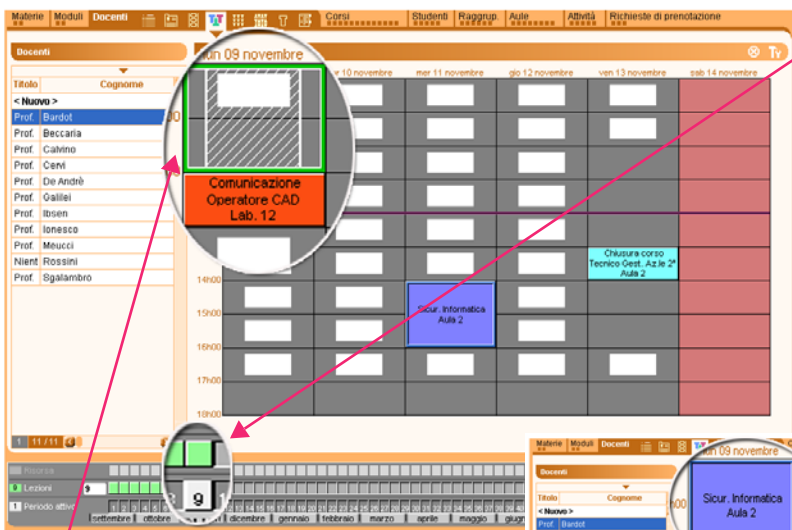 Materie Moduli Docenti Corsi Studenti Raggrup. Aule Attività Richieste di prenotazione
Docenti
lun 09 novembre
10 novembre mer 11 novembre gio 12 novembre ven 13 novembre sab 14 novembre
Titolo Cognome
< Nuovo >
Prof. Bardot
Prof. Beccaria
Prof. Calvino
Prof. Cervi
Prof. De Andrè
Prof. Galilei
Prof. Ibsen
Prof. Ionesco
Prof. Meucci
Nient Rossini
Prof. Sgalambro
Comunicazione
Operatore CAD
Lab. 12
Chiusura corso
Tecnico Gest. Az.le 2ª
Aula 2
Sicur. Informatica
Aula 2
14h00
15h00
16h00
17h00
18h00
1 11/11
Risorsa
9 Lezioni 9
1 Periodo attivo
9
settembre ottobre dicembre gennaio febbraio marzo aprile maggio giugn
Materie Moduli Docenti
lun 09 novembre
Docenti
Titolo Cognome
< Nuovo >
Prof. Bardot
Sicur. Informatica
Aula 2